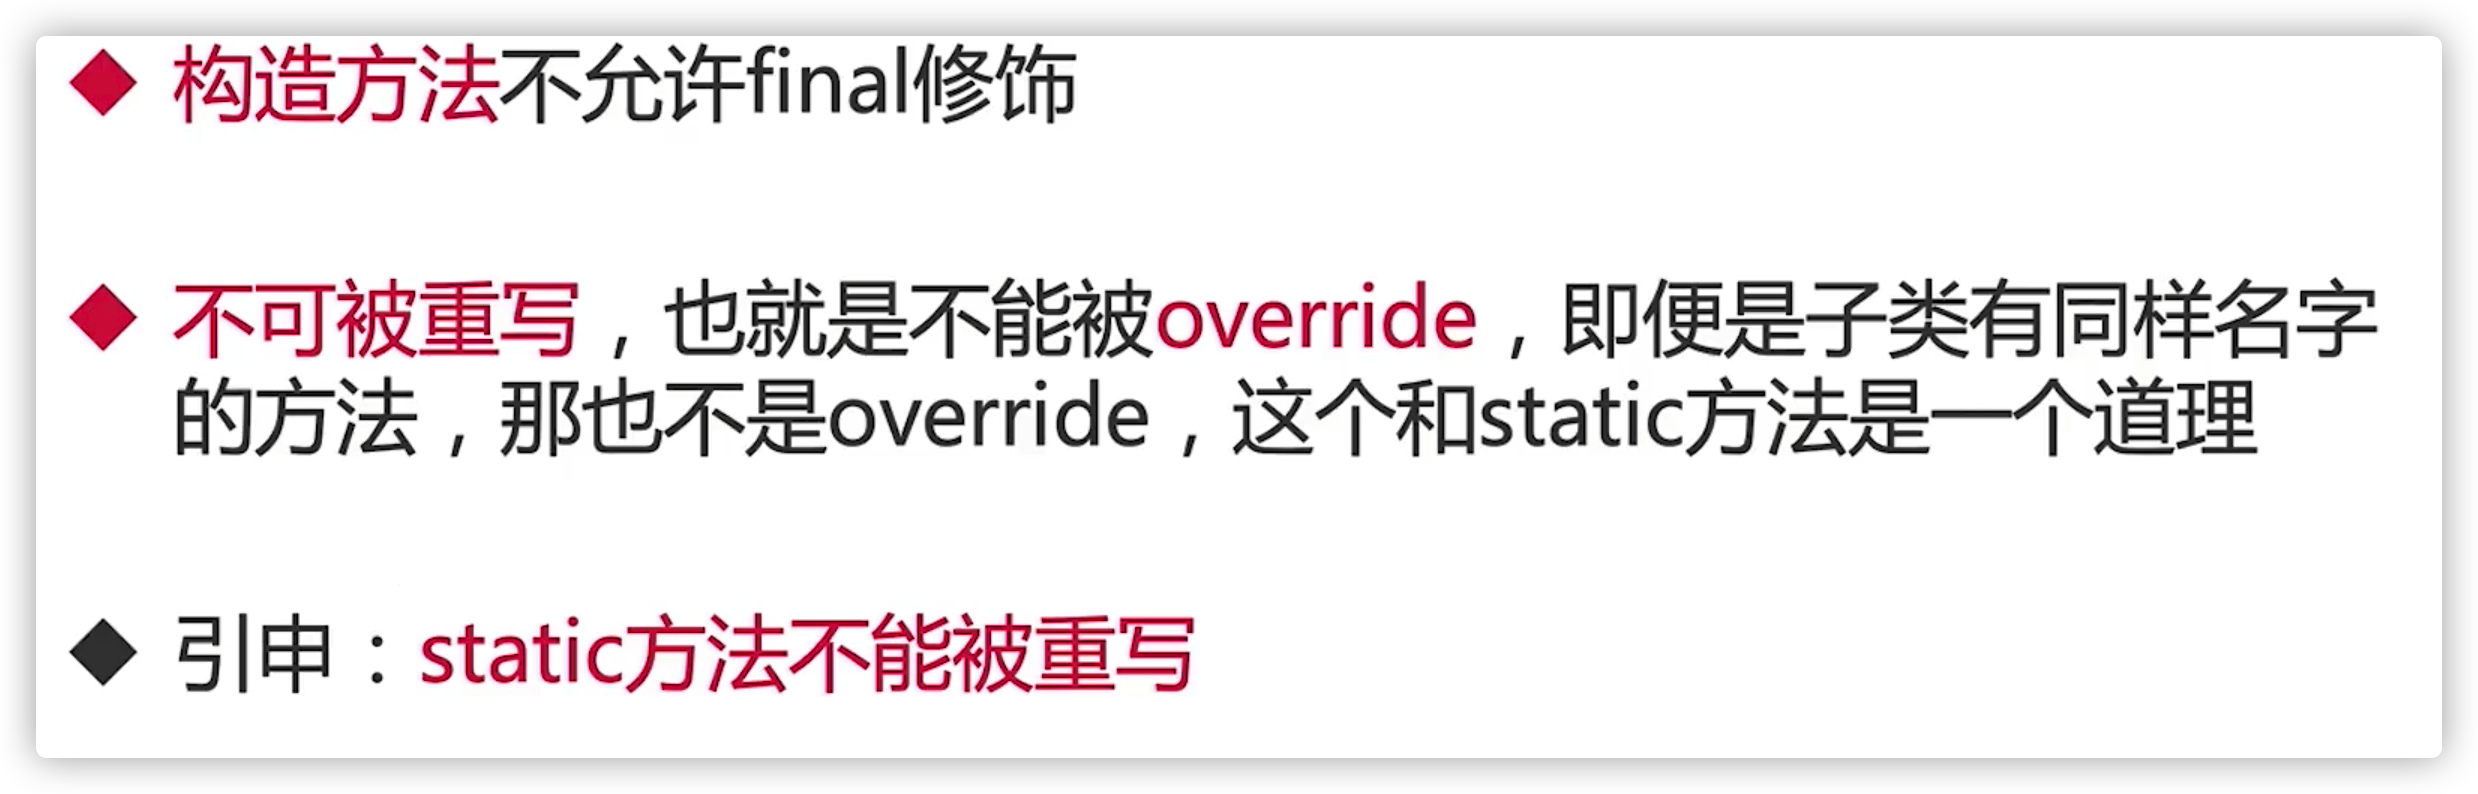 ◆ 构造方法不允许final修饰
◆ 不可被重写，也就是不能被override，即便是子类有同样名字
的方法，那也不是override，这个和static方法是一个道理
◆ 引申：static方法不能被重写